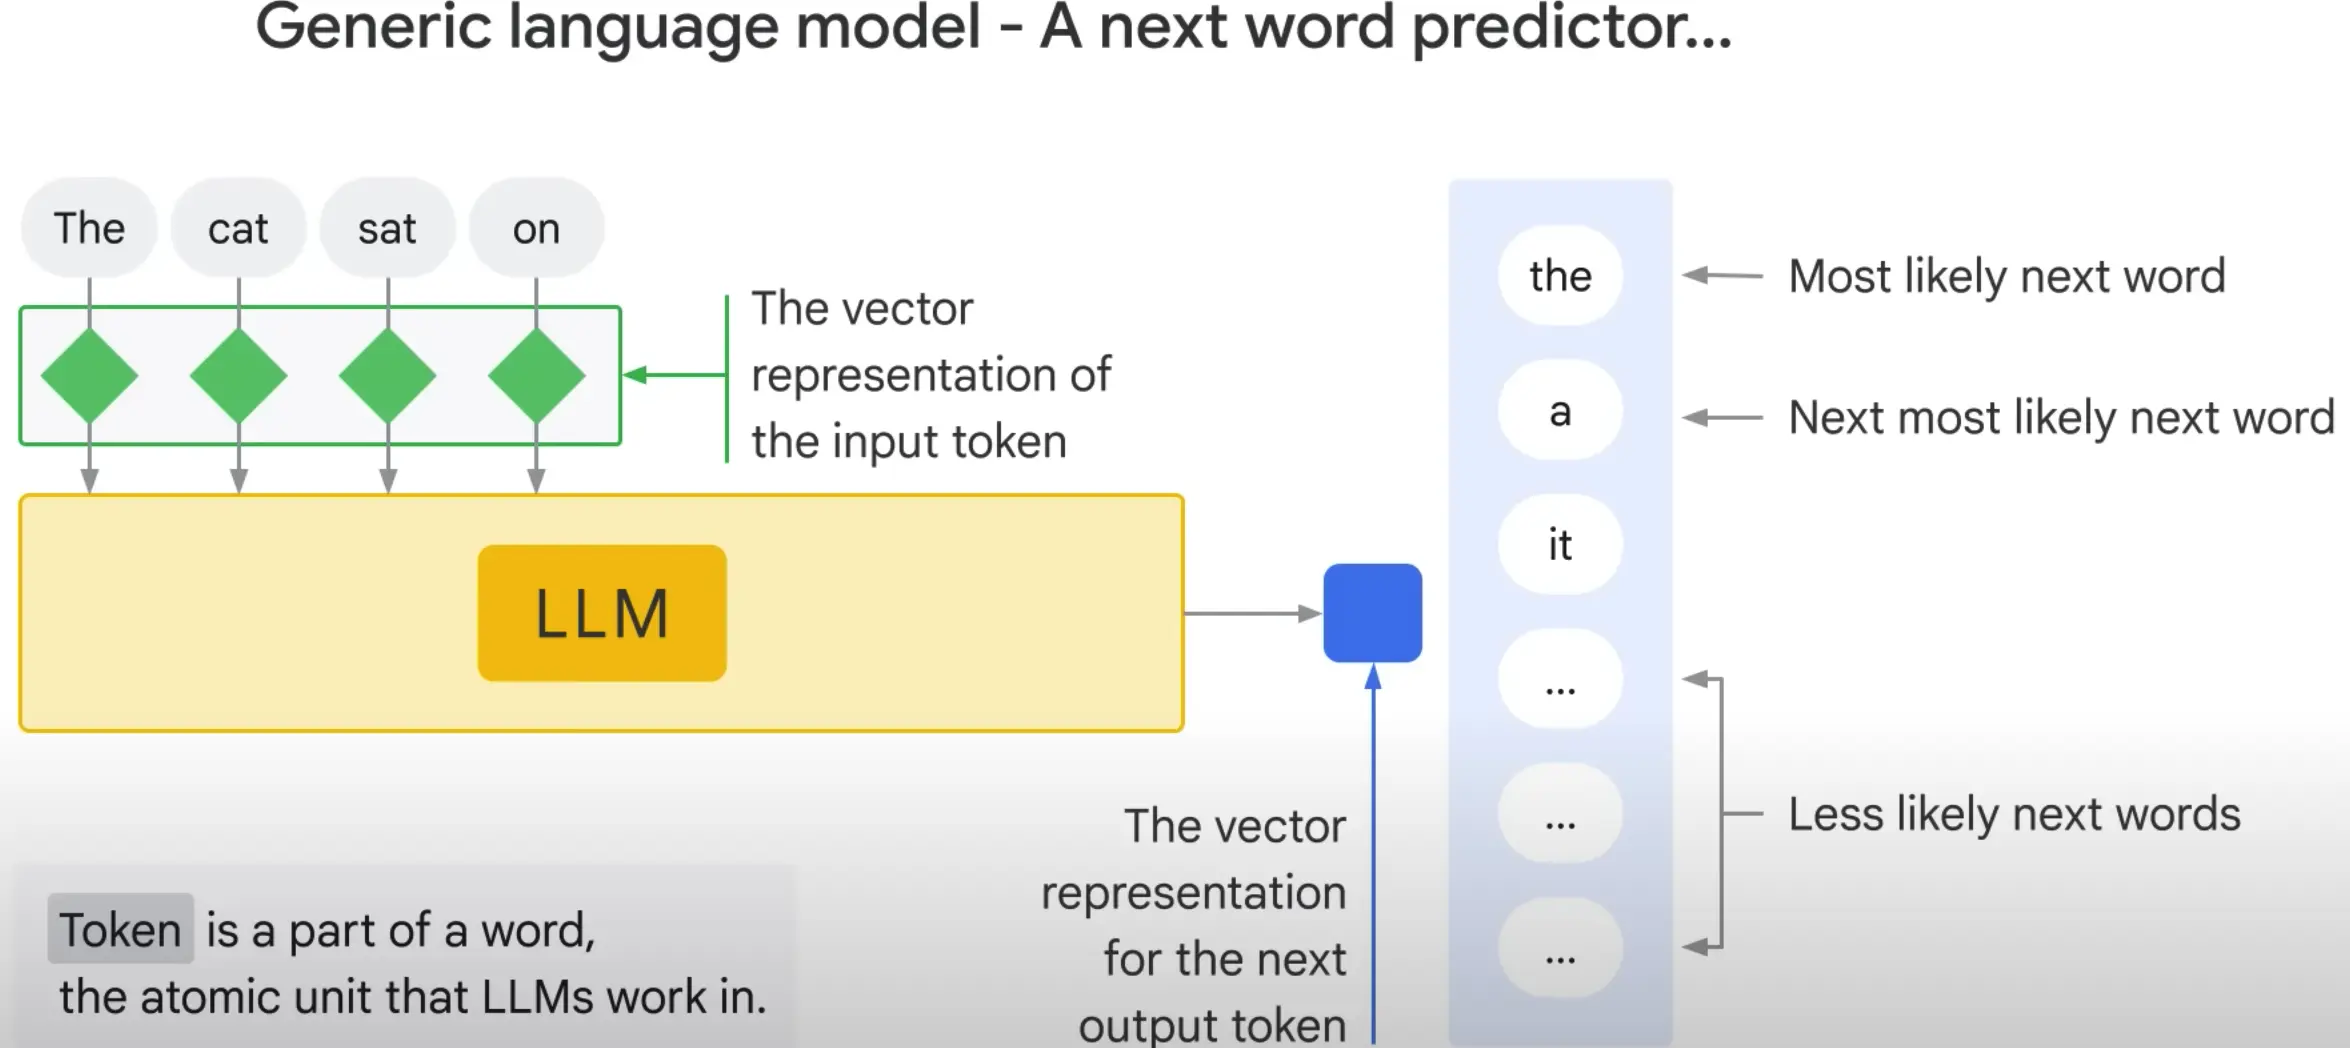 Generic language model - A next word predictor...
The cat sat on
The vector
representation of
the input token
LLM
The vector
representation
for the next
output token
the
a
it
...
...
...
Most likely next word
Next most likely next word
Less likely next words
Token is a part of a word,
the atomic unit that LLMs work in.